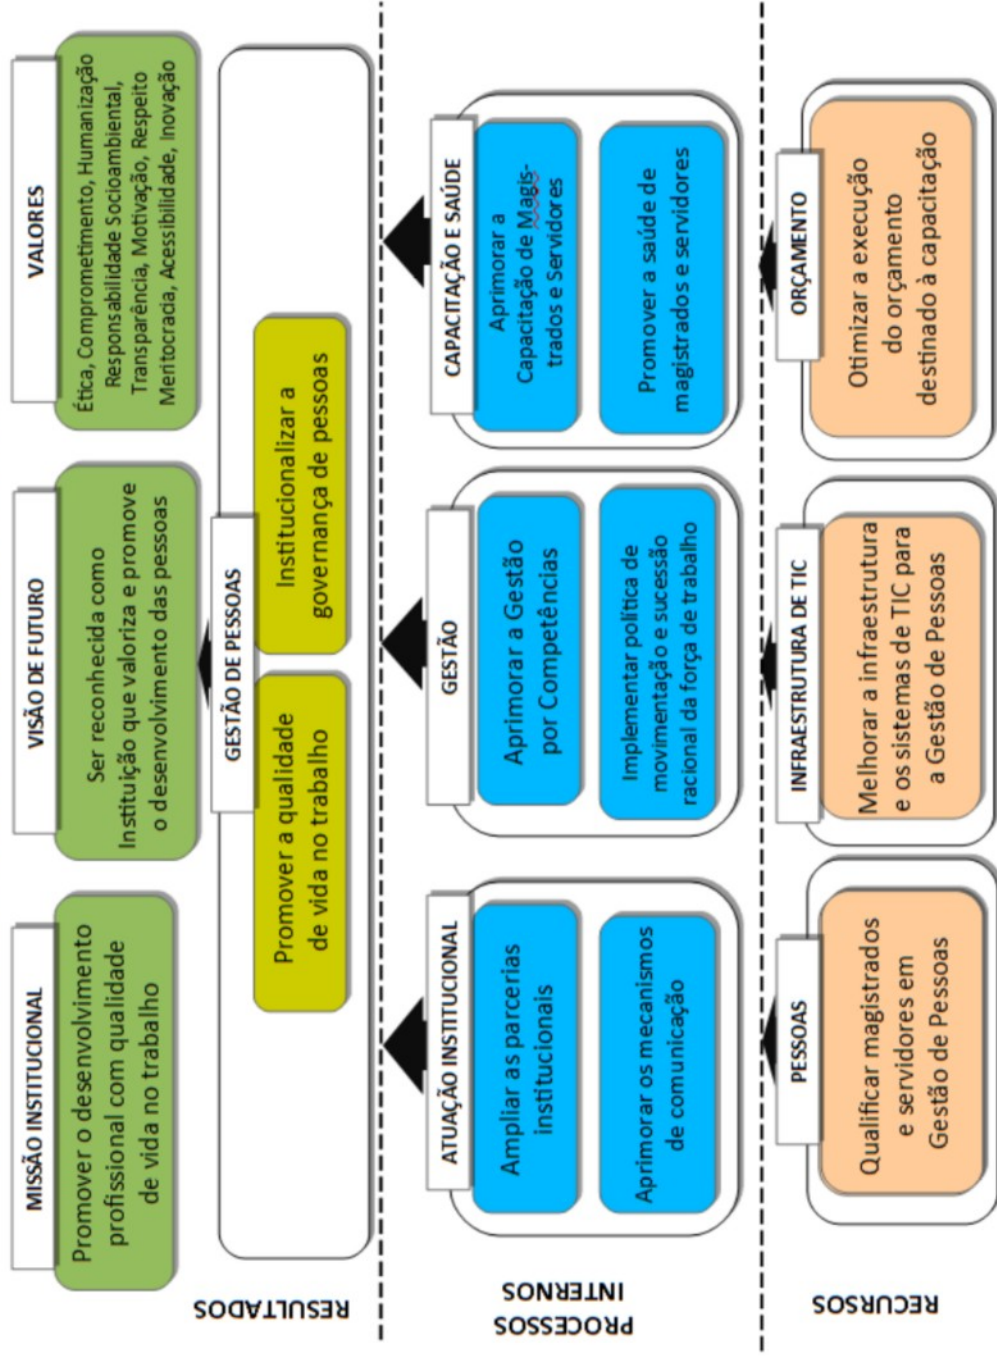 MISSÃO INSTITUCIONAL
Promover o desenvolvimento
profissional com qualidade
de vida no trabalho
VISÃO DE FUTURO
Ser reconhecida como
Instituição que valoriza e promove
o desenvolvimento das pessoas
VALORES
Ética, Comprometimento, Humanização
Responsabilidade Socioambiental,
Transparência, Motivação, Respeito
Meritocracia, Acessibilidade, Inovação
RESULTADOS
GESTÃO DE PESSOAS
Promover a qualidade
de vida no trabalho
Institucionalizar a
governança de pessoas
PROCESSOS
INTERNOS
ATUAÇÃO INSTITUCIONAL
Ampliar as parcerias
institucionais
Aprimorar os mecanismos
de comunicação
GESTÃO
Aprimorar a Gestão
por Competências
Implementar política de
movimentação e sucessão
racional da força de trabalho
CAPACITAÇÃO E SAÚDE
Aprimorar a
Capacitação de Magis-
trados e Servidores
Promover a saúde de
magistrados e servidores
RECURSOS
PESSOAS
Qualificar magistrados
e servidores em
Gestão de Pessoas
INFRAESTRUTURA DE TIC
Melhorar a infraestrutura
e os sistemas de TIC para
a Gestão de Pessoas
ORÇAMENTO
Otimizar a execução
do orçamento
destinado à capacitação